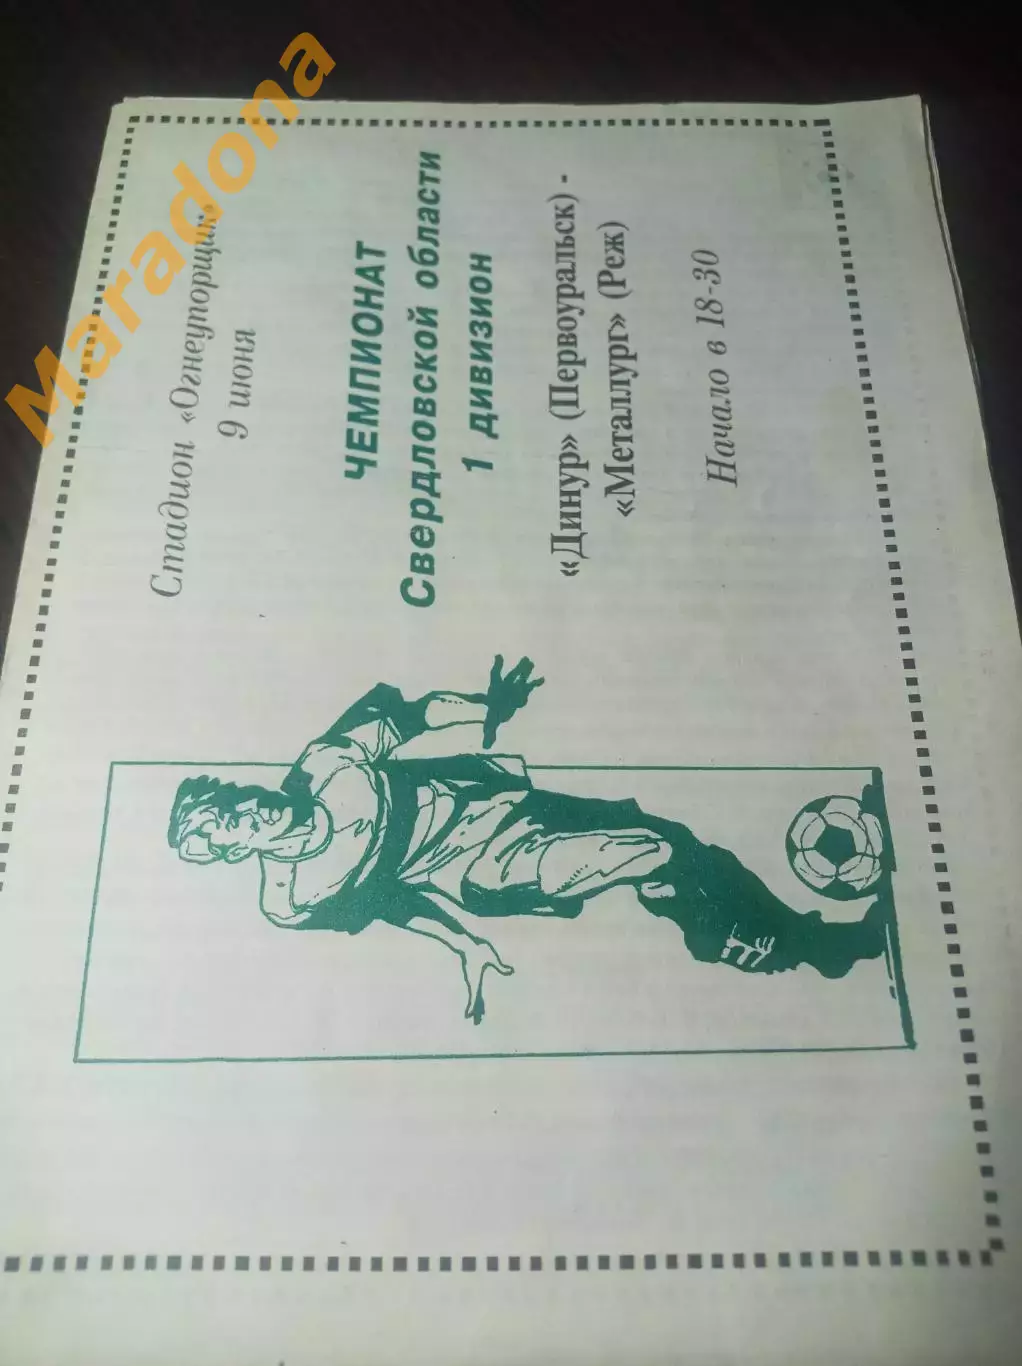 Maradona
Стадион «Огнеупорщик»
9 июня
ЧЕМПИОНАТ
Свердловской области
1 дивизион
«Динур» (Первоуральск) -
«Металлург» (Реж)
Начало в 18-30